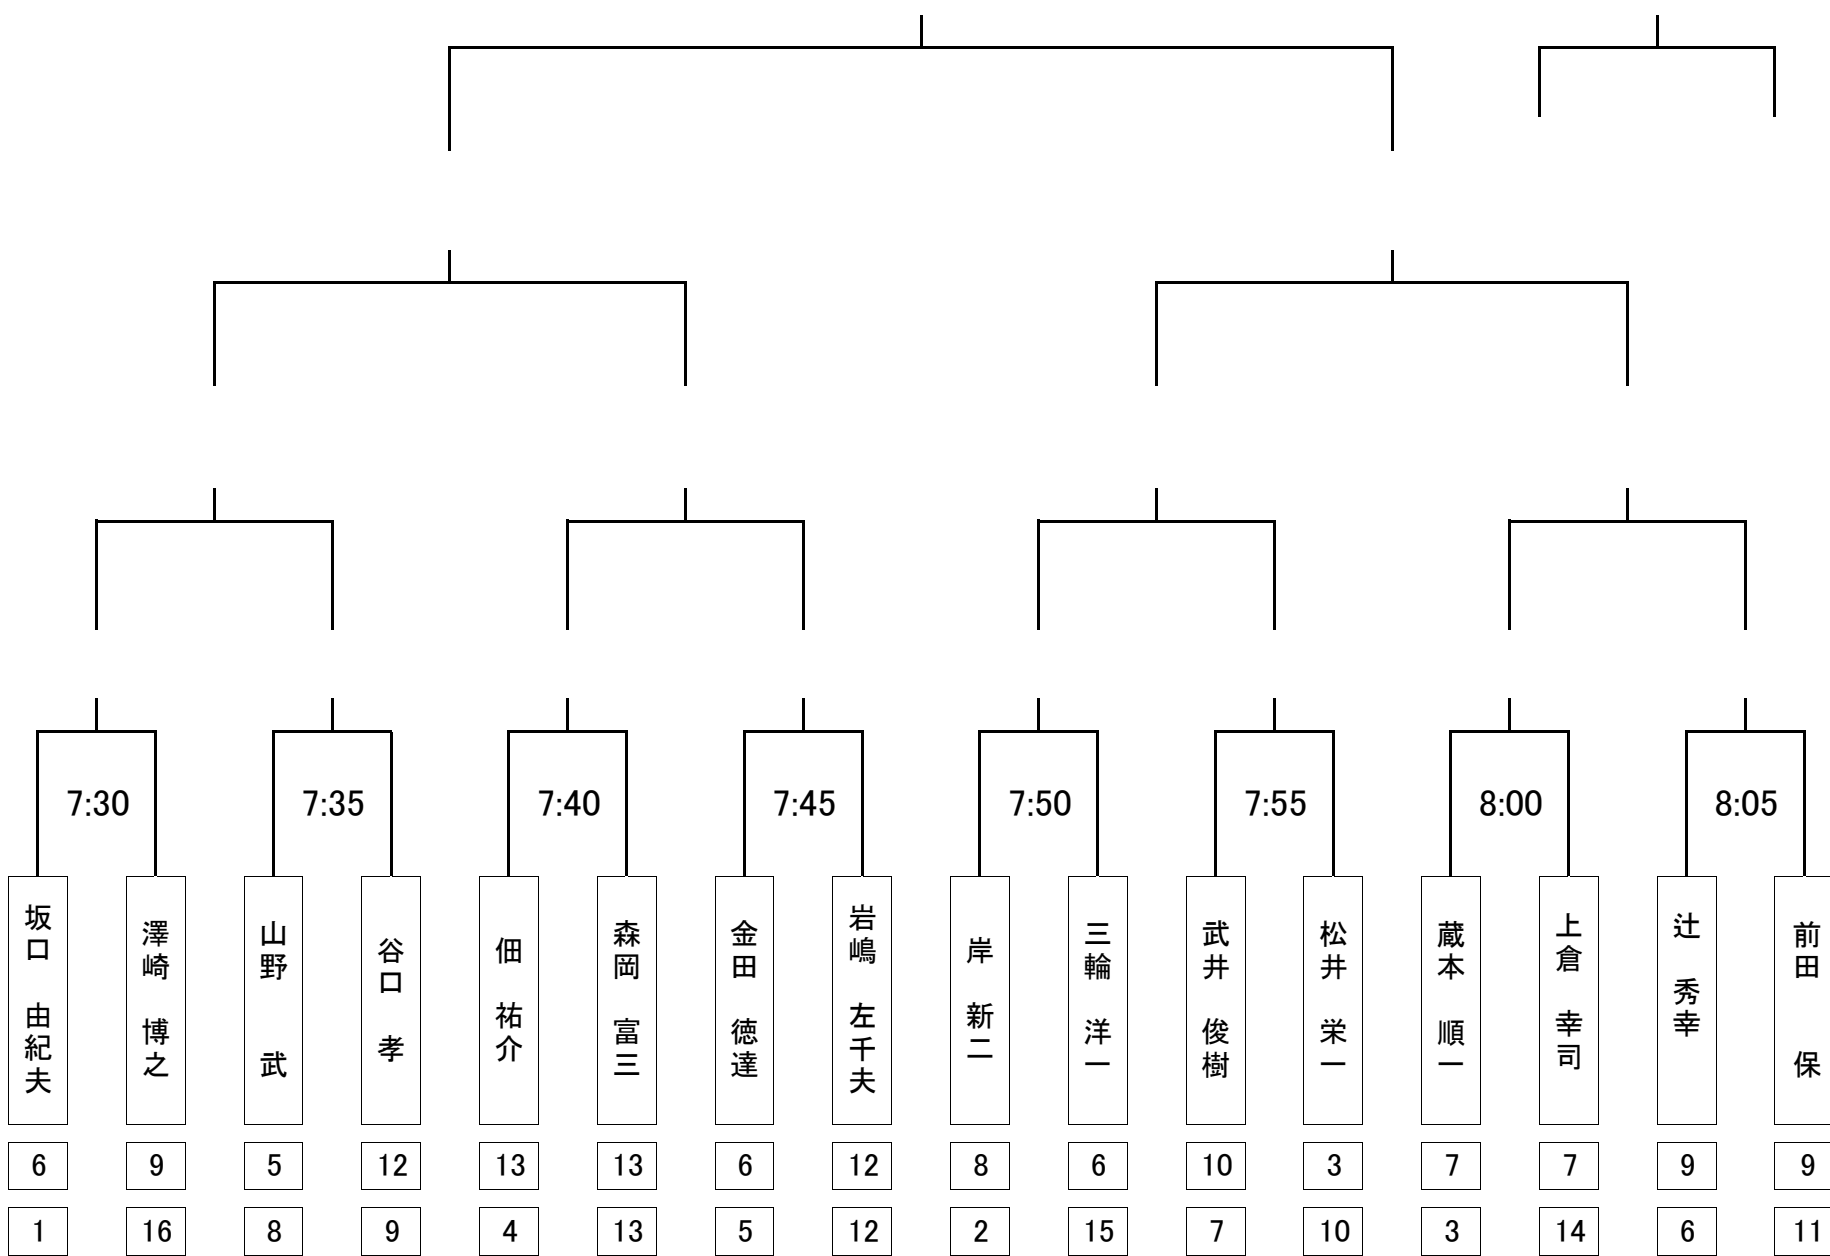 7:30 7:35 7:40 7:45 7:50 7:55 8:00 8:05
坂口 由紀夫
澤崎 博之
山野 武
谷口 孝
佃 祐介
森岡 富三
金田 徳達
岩嶋 左千夫
岸 新二
三輪 洋一
武井 俊樹
松井 栄一
蔵本 順一
上倉 幸司
辻 秀幸
前田 保
6 9 5 12 13 13 6 12 8 6 10 3 7 7 9 9
1 16 8 9 4 13 5 12 2 15 7 10 3 14 6 11